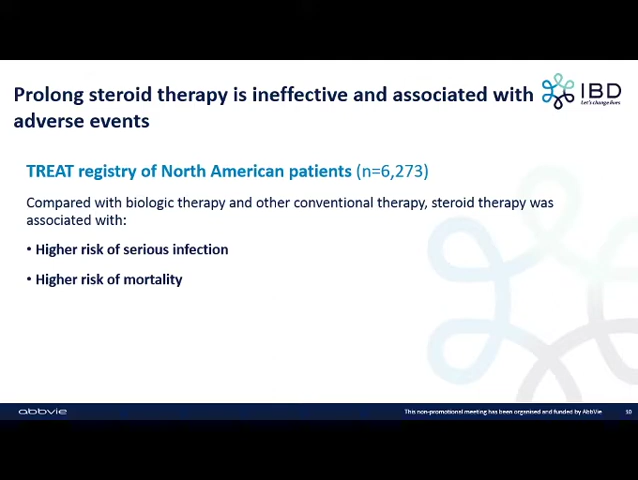 Prolong steroid therapy is ineffective and associated with
adverse events
IBD
Let's change lives
TREAT registry of North American patients (n=6,273)
Compared with biologic therapy and other conventional therapy, steroid therapy was
associated with:
• Higher risk of serious infection
• Higher risk of mortality
abbvie
This non-promotional meeting has been organised and funded by AbbVie
10